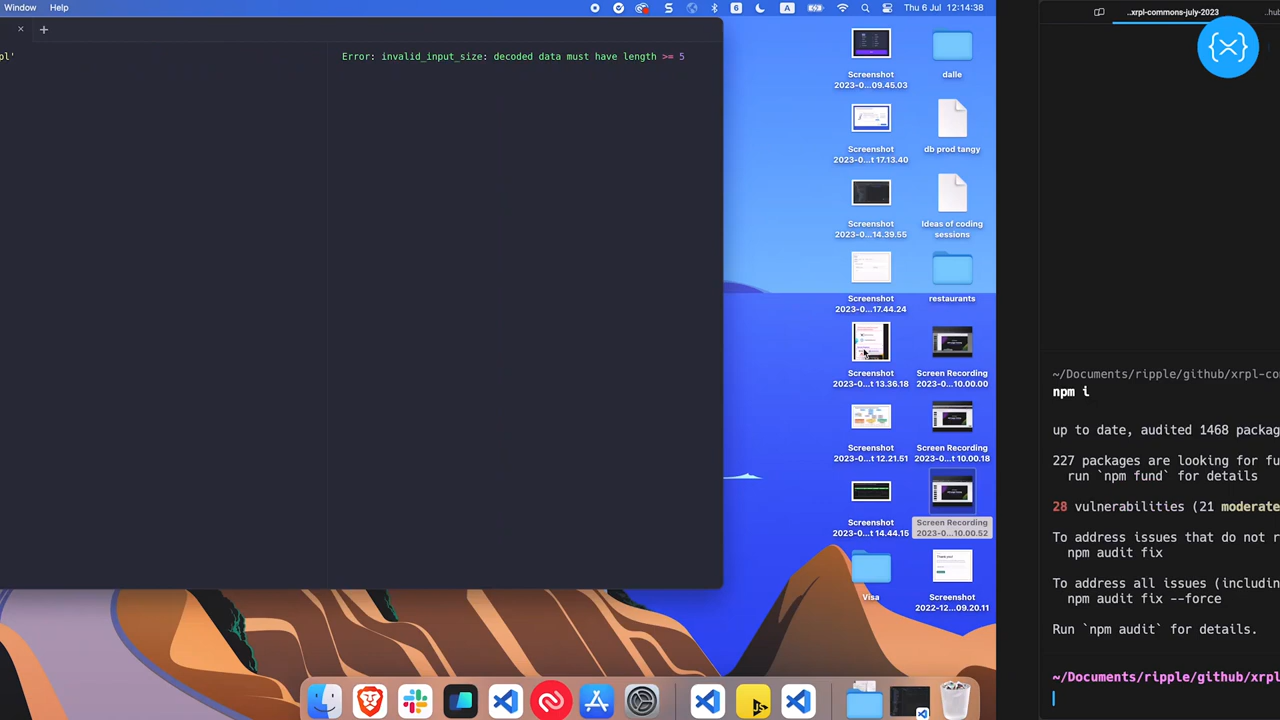 Window Help
6
A
Thu 6 Jul 12:14:38
pl'
Error: invalid_input_size: decoded data must have length >= 5
Screenshot
2023-0...09.45.03
dalle
Screenshot
2023-0...t 17.13.40
db prod tangy
Screenshot
2023-0...t 14.39.55
Ideas of coding
sessions
Screenshot
2023-0...t 17.44.24
restaurants
Screenshot
2023-0...t 13.36.18
Screen Recording
2023-0...t 10.00.00
Screenshot
2023-0...t 12.21.51
Screen Recording
2023-0...t 10.00.18
Screenshot
2023-0...t 14.44.15
Screen Recording
2023-0...10.00.52
Visa
Screenshot
2022-12...09.20.11
..xrpl-commons-july-2023
..hub
~/Documents/ripple/github/xrpl-co
npm i
up to date, audited 1468 packag
227 packages are looking for fu
run `npm fund` for details
28 vulnerabilities (21 moderate
To address issues that do not r
npm audit fix
To address all issues (includin
npm audit fix --force
Run `npm audit` for details.
~/Documents/ripple/github/xrpl